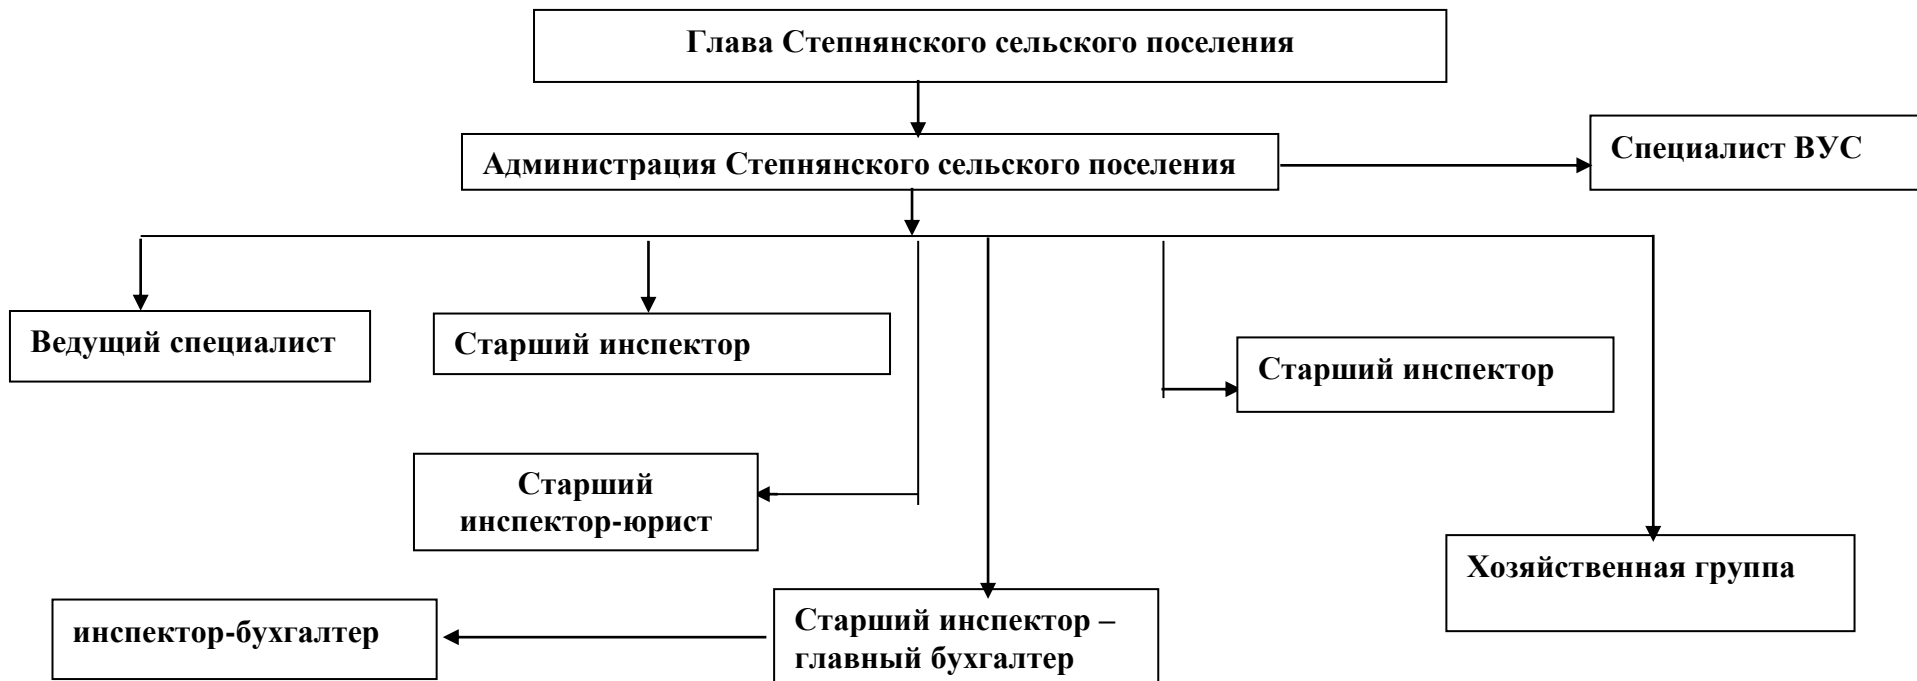 Глава Степнянского сельского поселения
Администрация Степнянского сельского поселения
Специалист ВУС
Ведущий специалист
Старший инспектор
Старший инспектор
Старший
инспектор-юрист
Хозяйственная группа
инспектор-бухгалтер
Старший инспектор –
главный бухгалтер